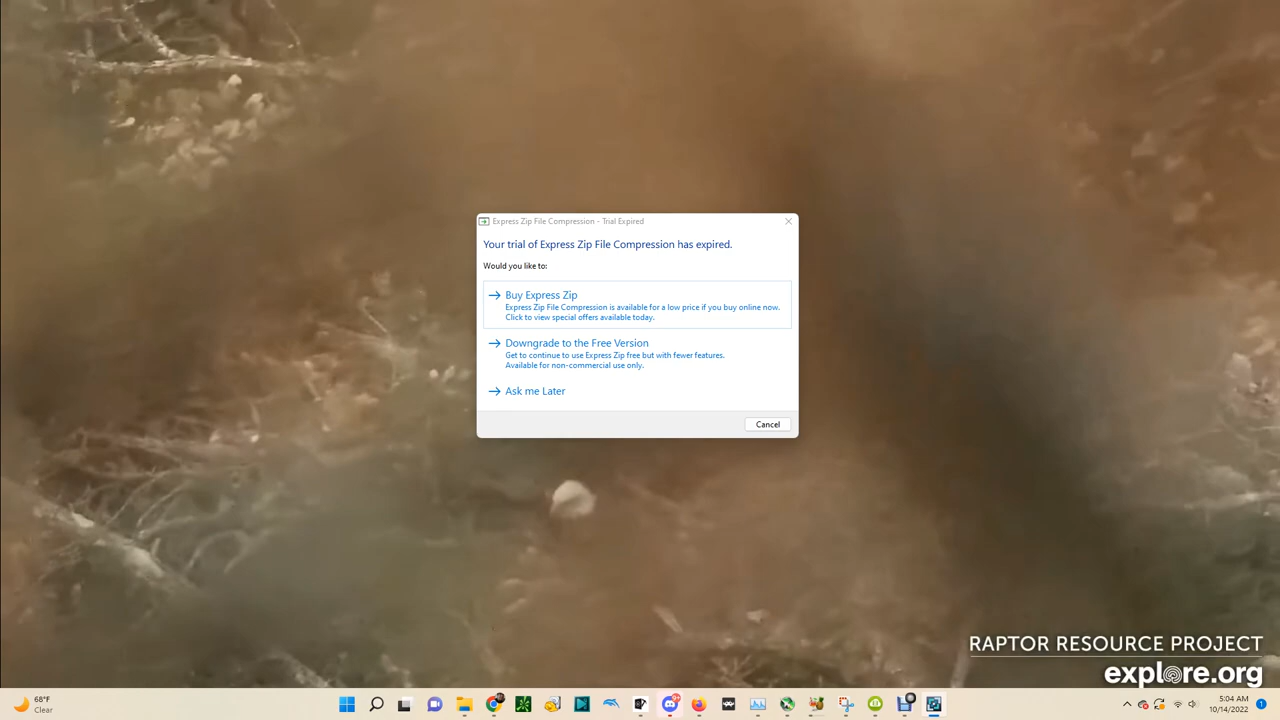 Express Zip File Compression - Trial Expired
Your trial of Express Zip File Compression has expired.
Would you like to:
Buy Express Zip
Express Zip File Compression is available for a low price if you buy online now.
Click to view special offers available today.
Downgrade to the Free Version
Get to continue to use Express Zip free but with fewer features.
Available for non-commercial use only.
Ask me Later
Cancel
RAPTOR RESOURCE PROJECT
explore.org
68°F
Clear
9+
5:04 AM
10/14/2022
1